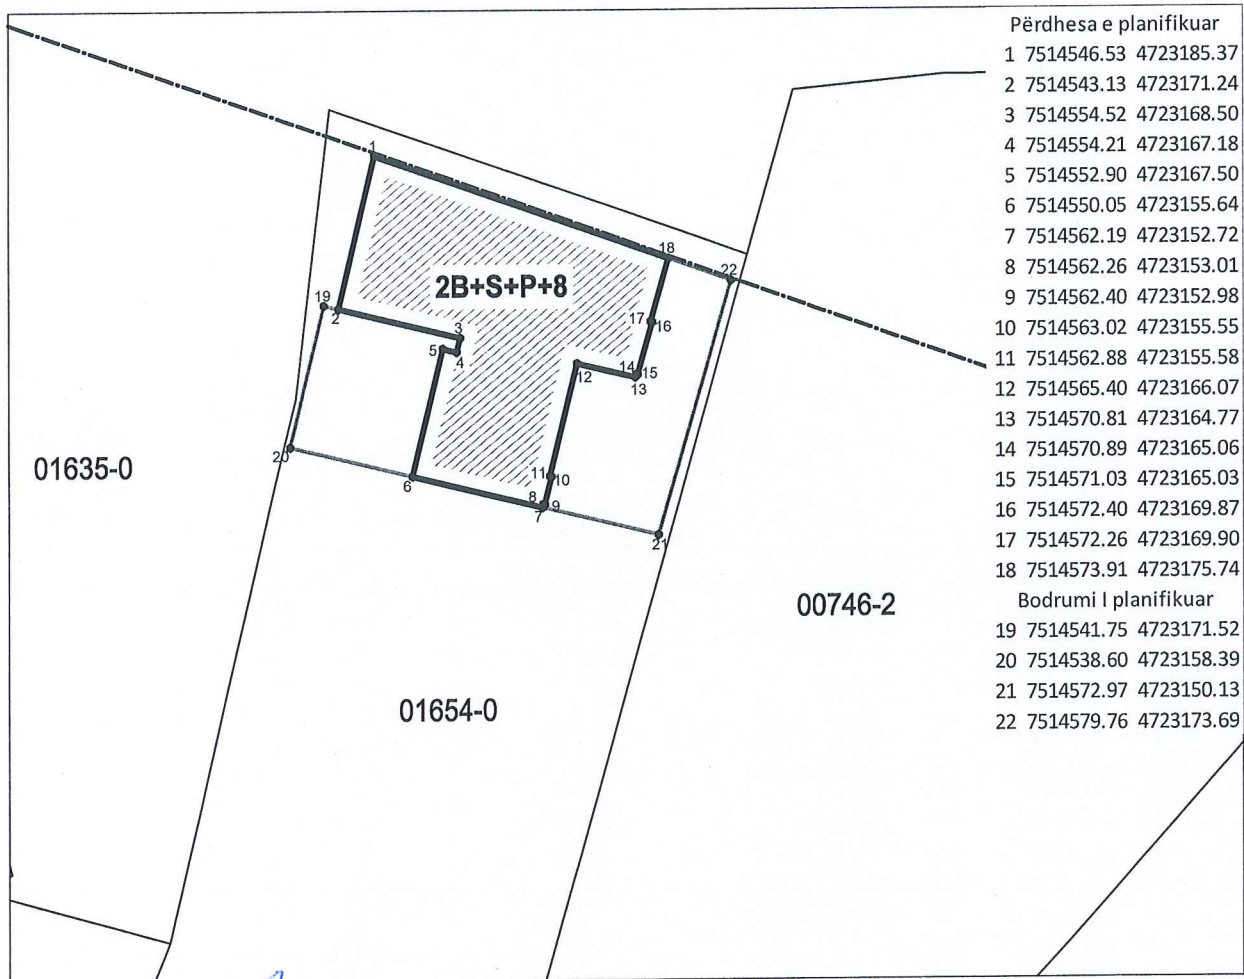 Përdhesa e planifikuar
1 7514546.53 4723185.37
2 7514543.13 4723171.24
3 7514554.52 4723168.50
4 7514554.21 4723167.18
5 7514552.90 4723167.50
6 7514550.05 4723155.64
7 7514562.19 4723152.72
8 7514562.26 4723153.01
9 7514562.40 4723152.98
10 7514563.02 4723155.55
11 7514562.88 4723155.58
12 7514565.40 4723166.07
13 7514570.81 4723164.77
14 7514570.89 4723165.06
15 7514571.03 4723165.03
16 7514572.40 4723169.87
17 7514572.26 4723169.90
18 7514573.91 4723175.74
Bodrumi I planifikuar
19 7514541.75 4723171.52
20 7514538.60 4723158.39
21 7514572.97 4723150.13
22 7514579.76 4723173.69
1
18
22
2B+S+P+8
19
2
17
16
3
5
4
12
14
15
13
20
6
11
10
8
9
7
21
01635-0
00746-2
01654-0